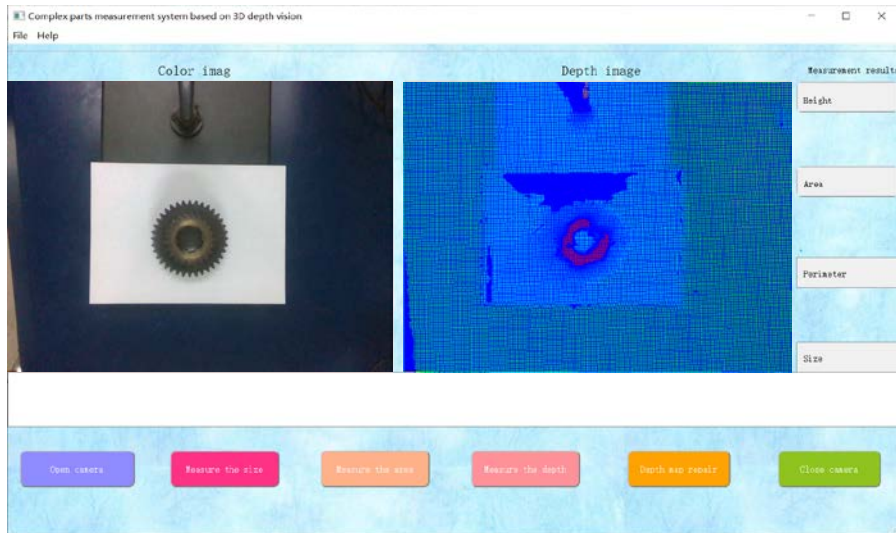 Complex parts measurement system based on 3D depth vision
File Help
Color imag
Depth image
Measurement results
Height
Area
Perimeter
Size
Open camera
Measure the size
Measure the area
Measure the depth
Depth map repair
Close camera